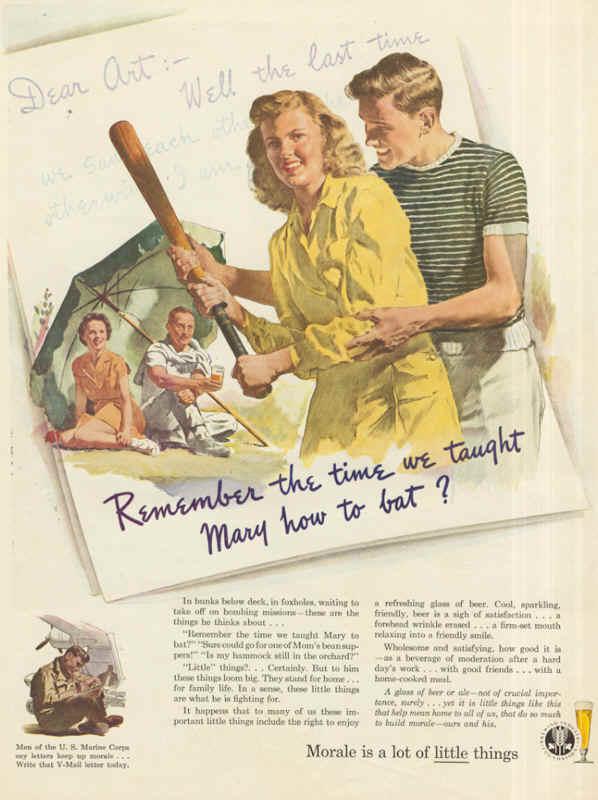 Dear Art:-
Well the last time
we saw each other
otherwise I am
Remember the time we taught
Mary how to bat?
In bunks below deck, in foxholes, waiting to
take off on bombing missions—these are the
things he thinks about . . .
"Remember the time we taught Mary to
bat?" "Sure could go for one of Mom's bean sup-
pers!" "Is my hammock still in the orchard?"
"Little" things?. . . Certainly. But to him
these things loom big. They stand for home . . .
for family life. In a sense, these little things
are what he is fighting for.
It happens that to many of us these im-
portant little things include the right to enjoy
a refreshing glass of beer. Cool, sparkling,
friendly, beer is a sign of satisfaction . . . a
forehead wrinkle erased . . . a firm-set mouth
relaxing into a friendly smile.
Wholesome and satisfying, how good it is
—as a beverage of moderation after a hard
day's work . . . with good friends . . . with a
home-cooked meal.
A glass of beer or ale—not of crucial impor-
tance, surely . . . yet it is little things like this
that help mean home to all of us, that do so much
to build morale—ours and his.
Men of the U. S. Marine Corps
say letters keep up morale . . .
Write that V-Mail letter today.
Morale is a lot of little things